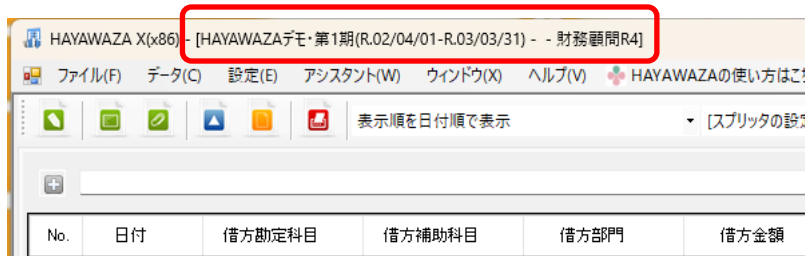 HAYAWAZA X(x86) - [HAYAWAZAデモ・第1期(R.02/04/01-R.03/03/31) - - 財務顧問R4]
ファイル(F) データ(C) 設定(E) アシスタント(W) ウィンドウ(X) ヘルプ(V) HAYAWAZAの使い方はこ
表示順を日付順で表示 [スプリッタの設定
No. 日付 借方勘定科目 借方補助科目 借方部門 借方金額